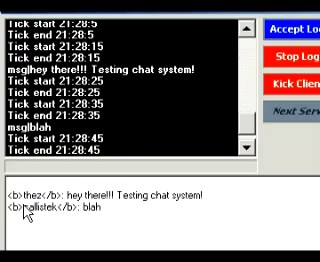 Tick start 21:28:5
Tick end 21:28:5
Tick start 21:28:15
Tick end 21:28:15
msg|hey there!!! Testing chat system!
Tick start 21:28:25
Tick end 21:28:25
Tick start 21:28:35
Tick end 21:28:35
msg|blah
Tick start 21:28:45
Tick end 21:28:45
Accept Lo
Stop Log
Kick Clien
Next Serv
<b>thez</b>: hey there!!! Testing chat system!
allistek</b>: blah